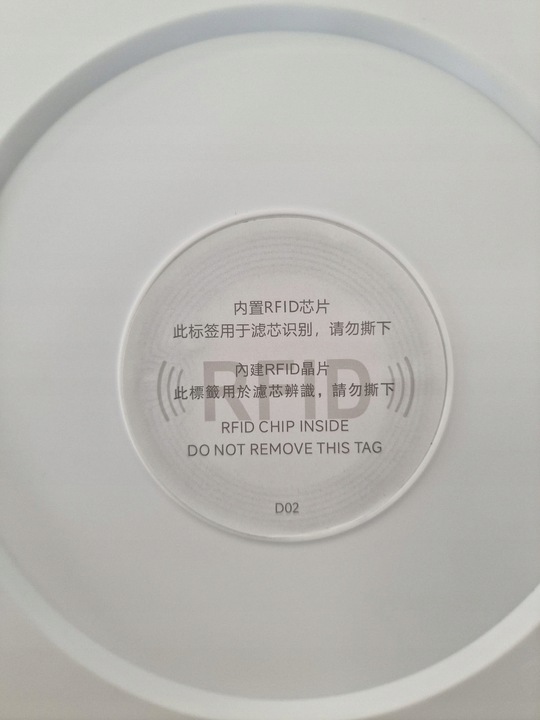 内置RFID芯片
此标签用于滤芯识别，请勿撕下
內建RFID晶片
此標籤用於濾芯辨識，請勿撕下
RFID
RFID CHIP INSIDE
DO NOT REMOVE THIS TAG
D02